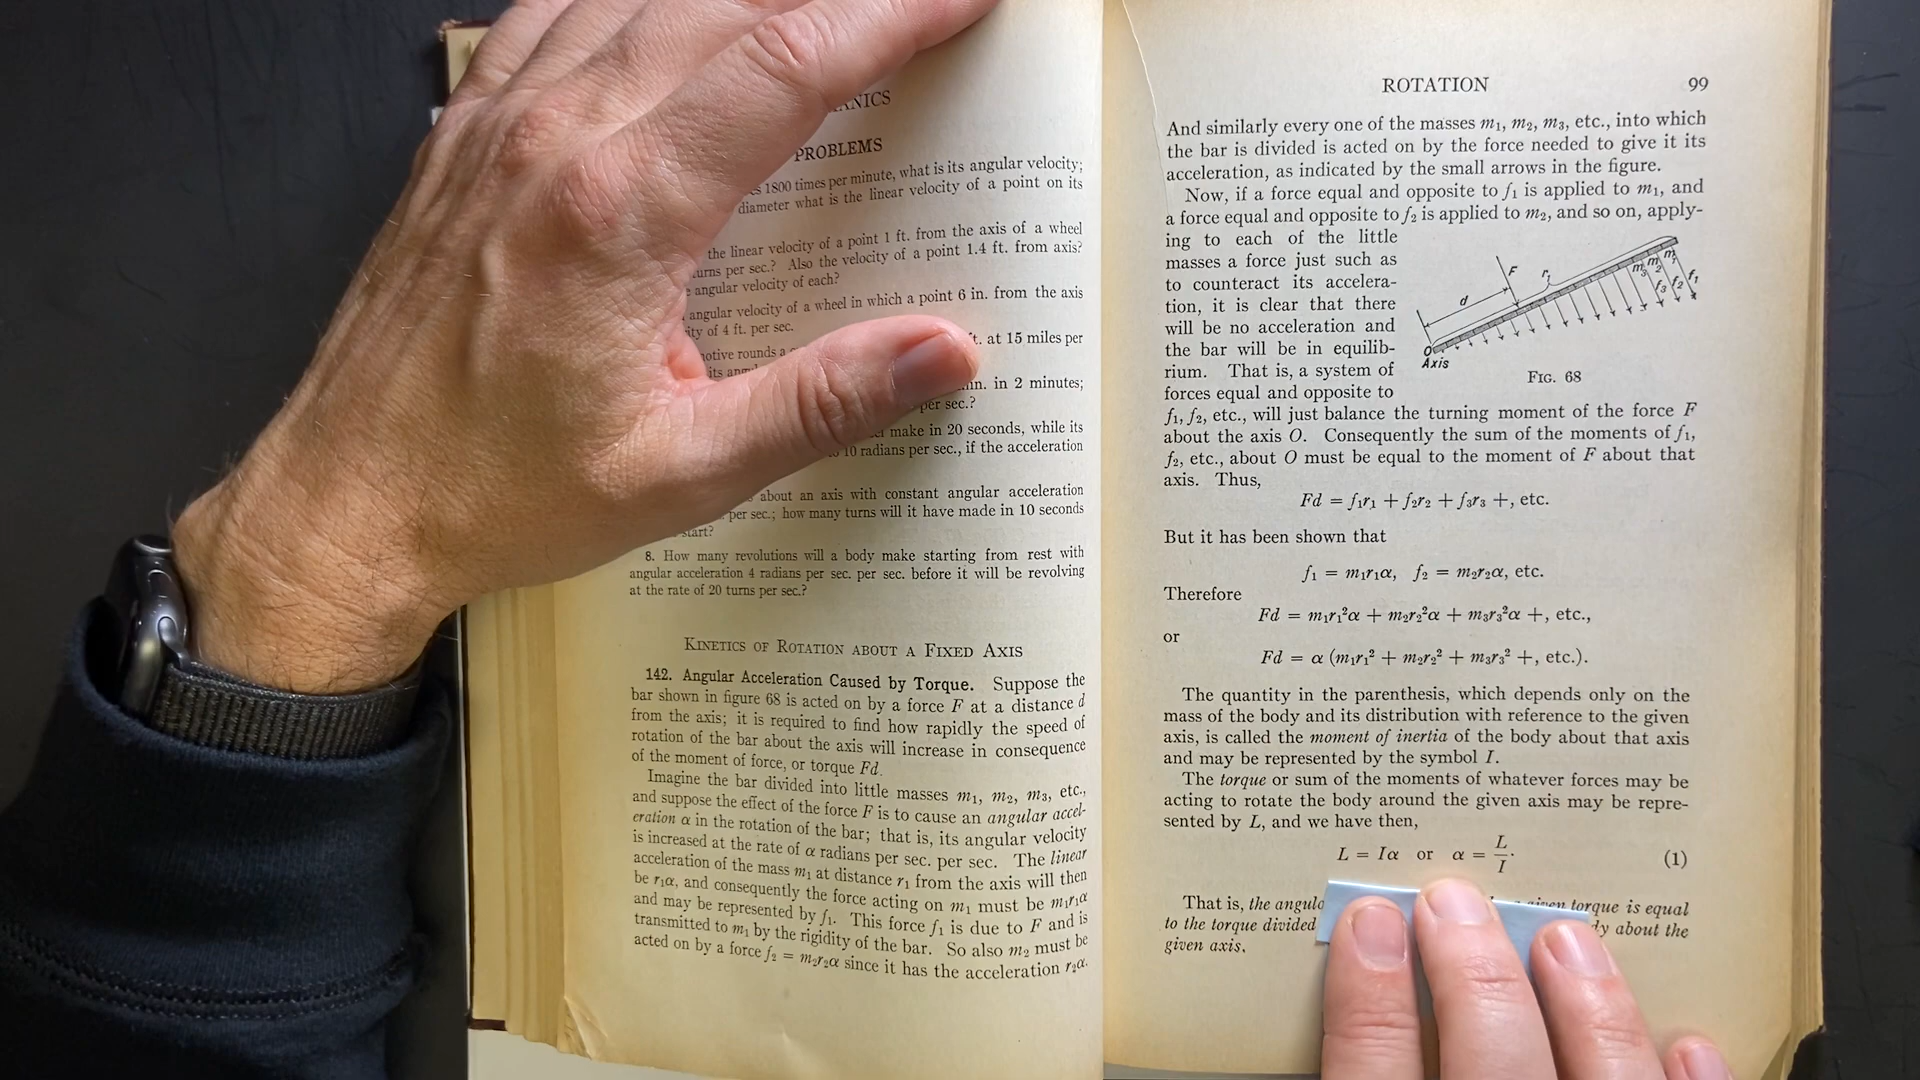 PROBLEMS
1800 times per minute, what is its angular velocity;
diameter what is the linear velocity of a point on its
the linear velocity of a point 1 ft. from the axis of a wheel
per sec.? Also the velocity of a point 1.4 ft. from axis?
angular velocity of each?
angular velocity of a wheel in which a point 6 in. from the axis
of 4 ft. per sec.
rounds
at 15 miles per
its
in 2 minutes;
per sec.?
make in 20 seconds, while its
10 radians per sec., if the acceleration
about an axis with constant angular acceleration
per sec.; how many turns will it have made in 10 seconds
start?
8. How many revolutions will a body make starting from rest with
angular acceleration 4 radians per sec. per sec. before it will be revolving
at the rate of 20 turns per sec.?
KINETICS OF ROTATION ABOUT A FIXED AXIS
142. Angular Acceleration Caused by Torque. Suppose the
bar shown in figure 68 is acted on by a force F at a distance d
from the axis; it is required to find how rapidly the speed of
rotation of the bar about the axis will increase in consequence
of the moment of force, or torque Fd.
Imagine the bar divided into little masses m₁, m₂, m₃, etc.,
and suppose the effect of the force F is to cause an angular accel-
eration α in the rotation of the bar; that is, its angular velocity
is increased at the rate of α radians per sec. per sec. The linear
acceleration of the mass m₁ at distance r₁ from the axis will then
be r₁α, and consequently the force acting on m₁ must be m₁r₁α
and may be represented by f₁. This force f₁ is due to F and is
transmitted to m₁ by the rigidity of the bar. So also m₂ must be
acted on by a force f₂ = m₂r₂α since it has the acceleration r₂α.
ROTATION 99
And similarly every one of the masses m₁, m₂, m₃, etc., into which
the bar is divided is acted on by the force needed to give it its
acceleration, as indicated by the small arrows in the figure.
Now, if a force equal and opposite to f₁ is applied to m₁, and
a force equal and opposite to f₂ is applied to m₂, and so on, apply-
ing to each of the little
masses a force just such as
to counteract its accelera-
tion, it is clear that there
will be no acceleration and
the bar will be in equilib-
rium. That is, a system of
forces equal and opposite to
d F r₁ m₃ m₂ m₁
f₃ f₂ f₁
O
Axis
FIG. 68
f₁, f₂, etc., will just balance the turning moment of the force F
about the axis O. Consequently the sum of the moments of f₁,
f₂, etc., about O must be equal to the moment of F about that
axis. Thus,
Fd = f₁r₁ + f₂r₂ + f₃r₃ +, etc.
But it has been shown that
f₁ = m₁r₁α, f₂ = m₂r₂α, etc.
Therefore
Fd = m₁r₁²α + m₂r₂²α + m₃r₃²α +, etc.,
or
Fd = α (m₁r₁² + m₂r₂² + m₃r₃² +, etc.).
The quantity in the parenthesis, which depends only on the
mass of the body and its distribution with reference to the given
axis, is called the moment of inertia of the body about that axis
and may be represented by the symbol I.
The torque or sum of the moments of whatever forces may be
acting to rotate the body around the given axis may be repre-
sented by L, and we have then,
L = Iα or α = L/I. (1)
That is, the given torque is equal
to the torque divided about the
given axis.